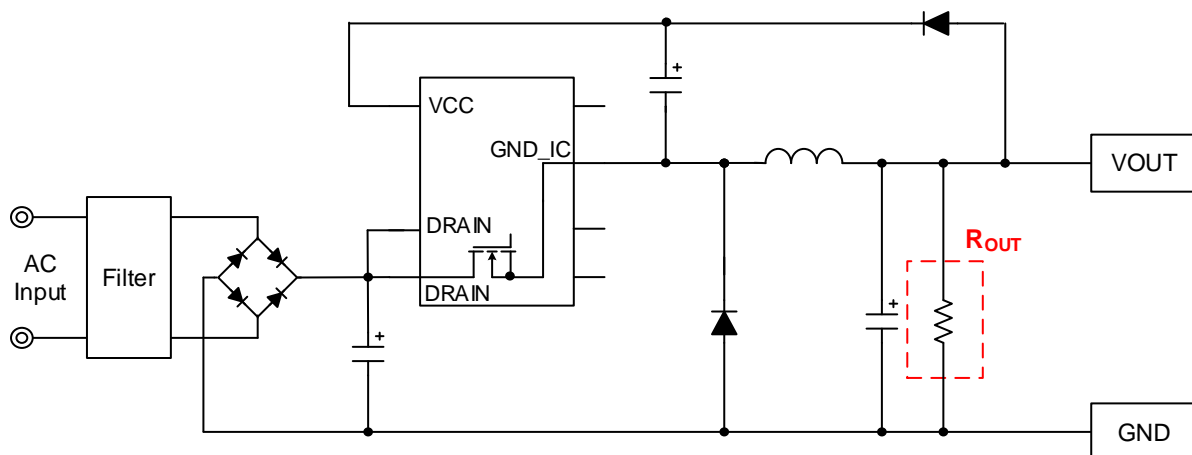 VCC
GND_IC
VOUT
DRAIN
ROUT
AC
Input
Filter
DRAIN
GND
+
+
+